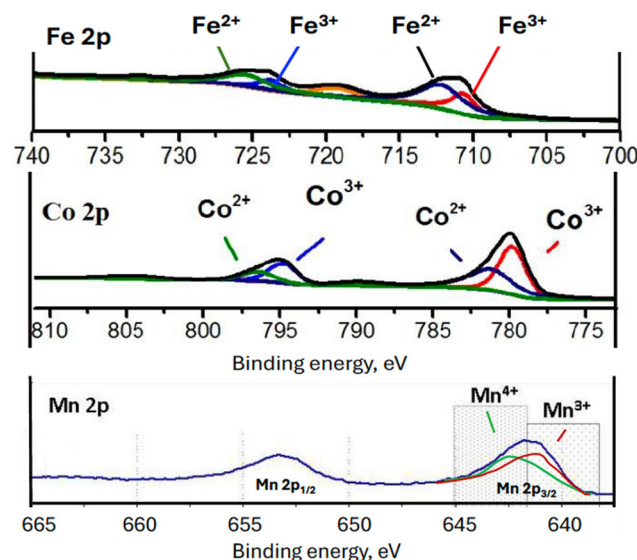 Fe 2p Fe²⁺ Fe³⁺ Fe²⁺ Fe³⁺
740 735 730 725 720 715 710 705 700
Co 2p Co²⁺ Co³⁺ Co²⁺ Co³⁺
810 805 800 795 790 785 780 775
Binding energy, eV
Mn 2p Mn⁴⁺ Mn³⁺
Mn 2p₁/₂ Mn 2p₃/₂
665 660 655 650 645 640
Binding energy, eV